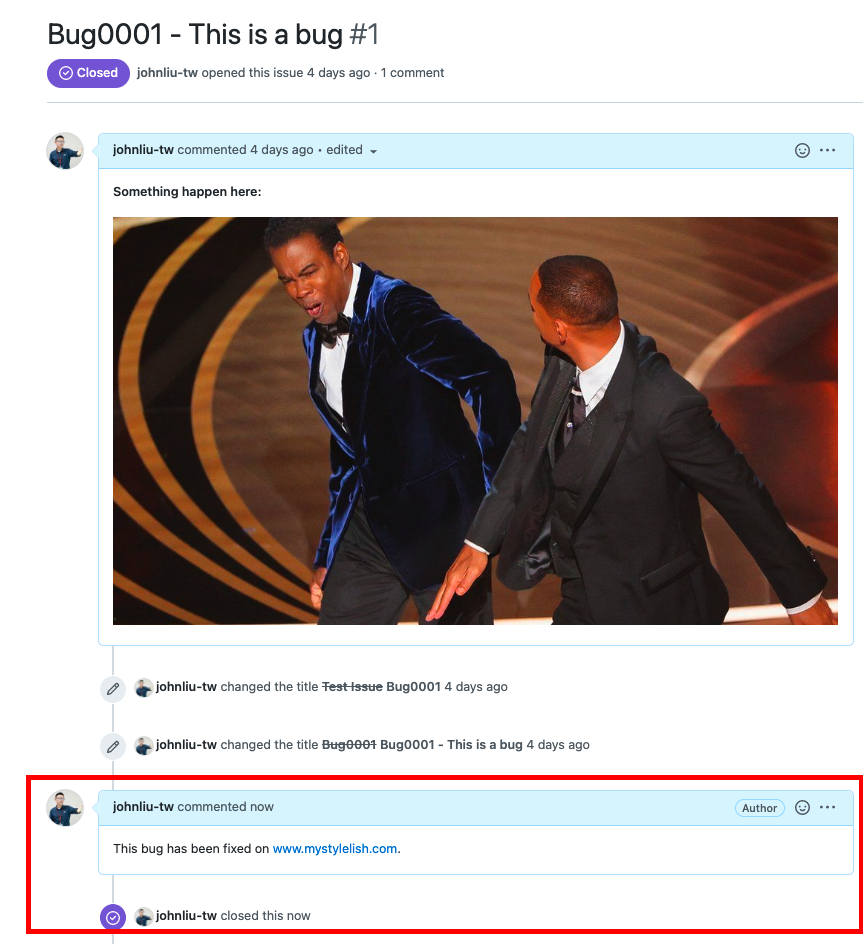 Bug0001 - This is a bug #1
Closed johnliu-tw opened this issue 4 days ago · 1 comment
johnliu-tw commented 4 days ago • edited
Something happen here:
johnliu-tw changed the title Test Issue Bug0001 4 days ago
johnliu-tw changed the title Bug0001 Bug0001 - This is a bug 4 days ago
johnliu-tw commented now Author
This bug has been fixed on www.mystylelish.com.
johnliu-tw closed this now